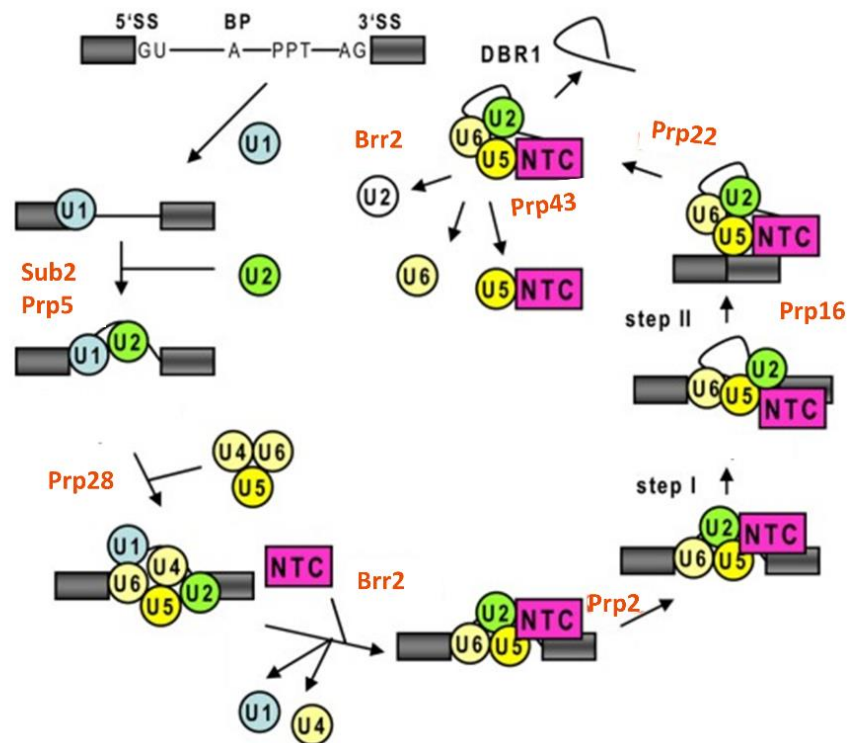 5'SS BP 3'SS
GU A PPT AG
U1
U1
Sub2
Prp5
U2
U1 U2
Prp28
U4 U6
U5
U1
U4
U6
U5 U2
NTC
Brr2
U1
U4
U2 NTC
U6 U5
Prp2
U2 NTC
U6 U5
step I
U2
U6 U5
NTC
step II
Prp16
U2
U6
U5 NTC
Prp22
DBR1
U2
U6
U5 NTC
Brr2
Prp43
U2
U6
U5 NTC